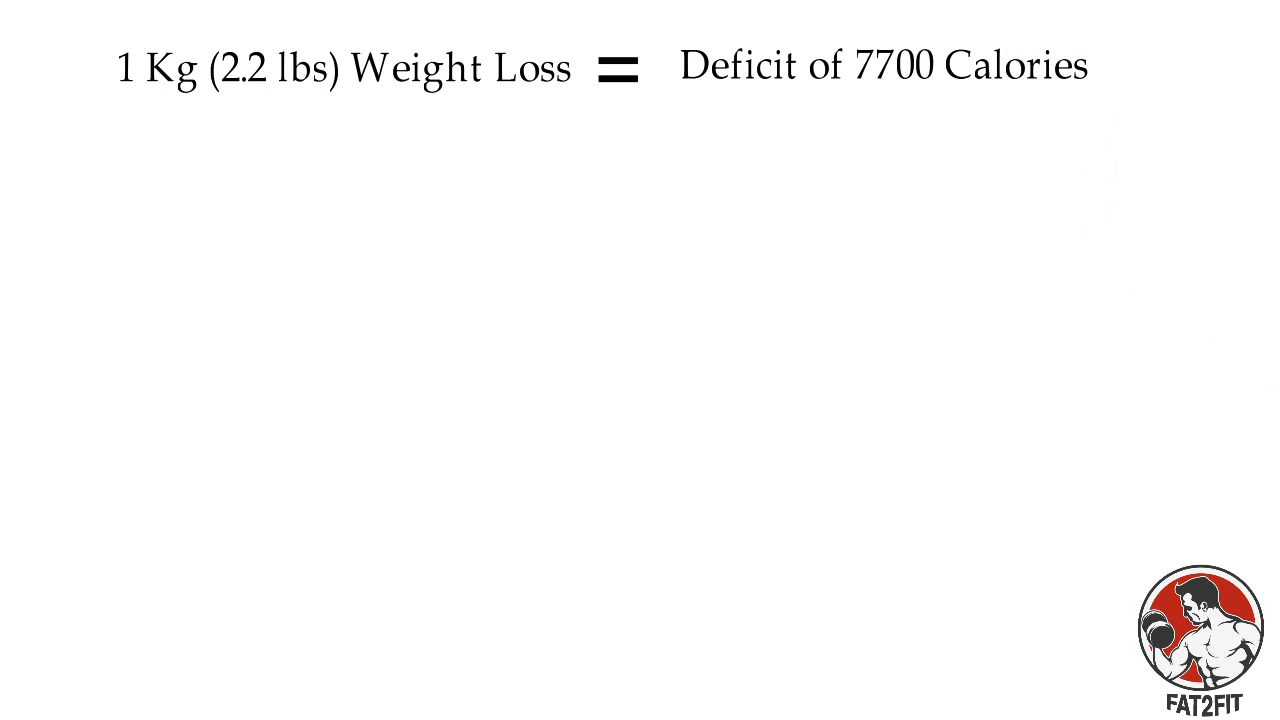 1 Kg (2.2 lbs) Weight Loss = Deficit of 7700 Calories
FAT2FIT